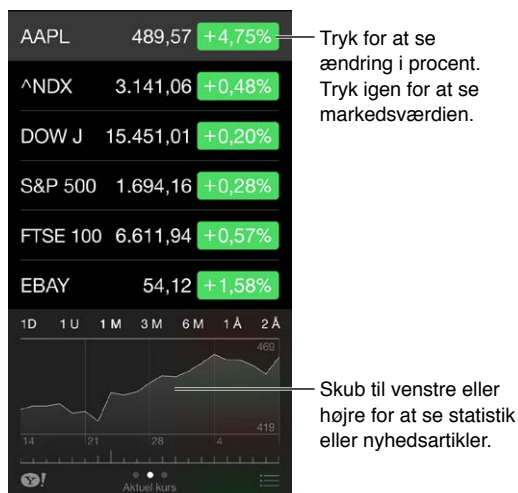 AAPL 489,57 +4,75%
^NDX 3.141,06 +0,48%
DOW J 15.451,01 +0,20%
S&P 500 1.694,16 +0,28%
FTSE 100 6.611,94 +0,57%
EBAY 54,12 +1,58%
1D 1U 1M 3M 6M 1Å 2Å
469
419
14 21 28 4
Y!
Aktuel kurs
Tryk for at se
ændring i procent.
Tryk igen for at se
markedsværdien.
Skub til venstre eller
højre for at se statistik
eller nyhedsartikler.